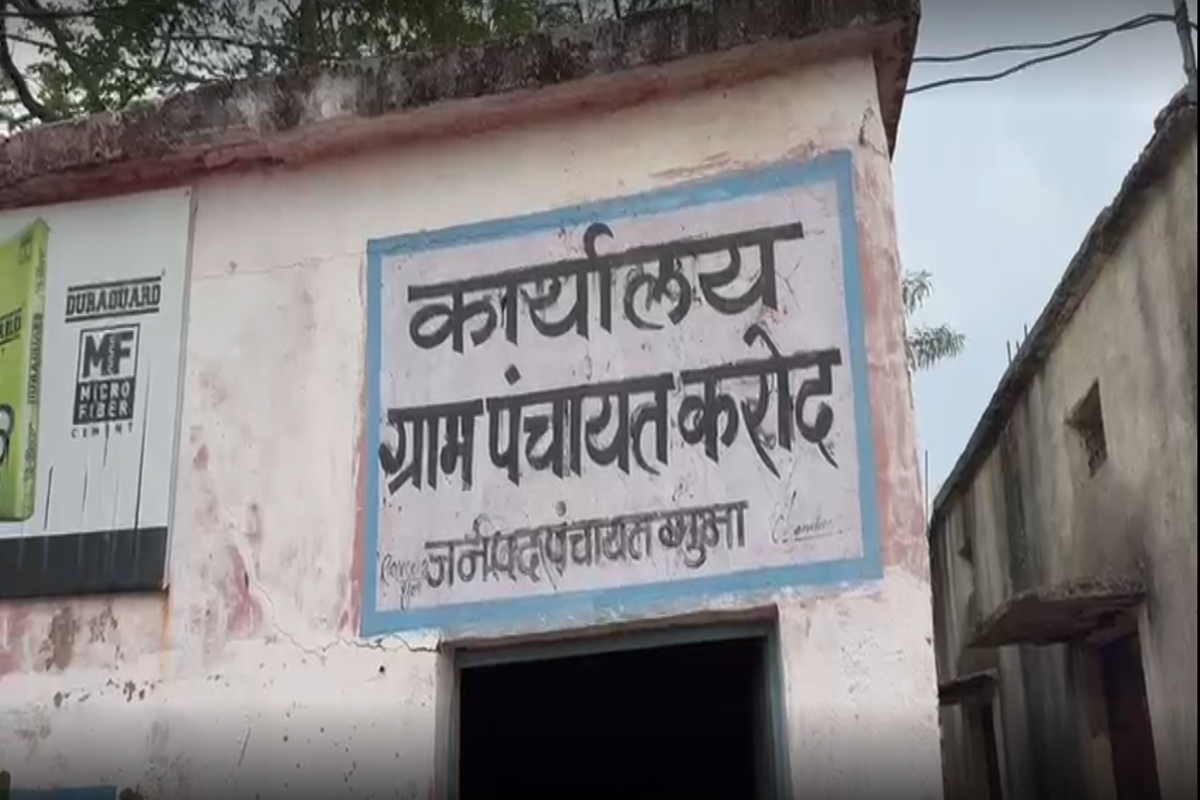 DURAGUARD
MF
MICRO
FIBER
CEMENT
कार्यालय
ग्राम पंचायत करोद
जनपद पंचायत